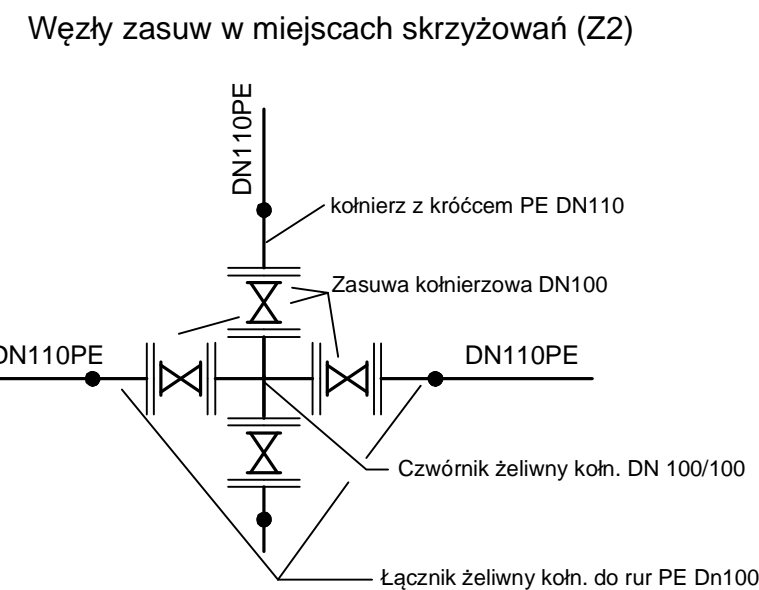 Węzły zasuw w miejscach skrzyżowań (Z2)
DN110PE
kołnierz z króćcem PE DN110
Zasuwa kołnierzowa DN100
DN110PE
DN110PE
Czwórnik żeliwny kołn. DN 100/100
Łącznik żeliwny kołn. do rur PE Dn100